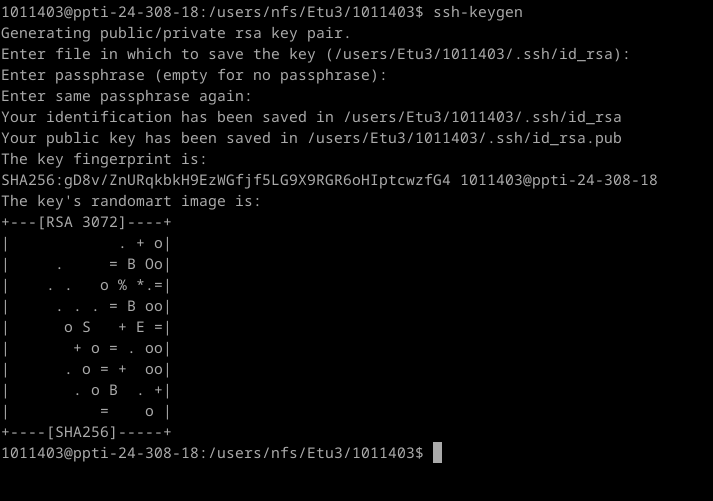 1011403@ppti-24-308-18:/users/nfs/Etu3/1011403$ ssh-keygen
Generating public/private rsa key pair.
Enter file in which to save the key (/users/Etu3/1011403/.ssh/id_rsa):
Enter passphrase (empty for no passphrase):
Enter same passphrase again:
Your identification has been saved in /users/Etu3/1011403/.ssh/id_rsa
Your public key has been saved in /users/Etu3/1011403/.ssh/id_rsa.pub
The key fingerprint is:
SHA256:gD8v/ZnURqkbkH9EzWGfjf5LG9X9RGR6oHIptcwzfG4 1011403@ppti-24-308-18
The key's randomart image is:
+---[RSA 3072]----+
|            . + o|
|     .     = B Oo|
|    . .   o % *.=|
|     . . . = B oo|
|      o S   + E =|
|       + o = . oo|
|      . o = +  oo|
|       . o B  . +|
|          =    o |
+----[SHA256]-----+
1011403@ppti-24-308-18:/users/nfs/Etu3/1011403$